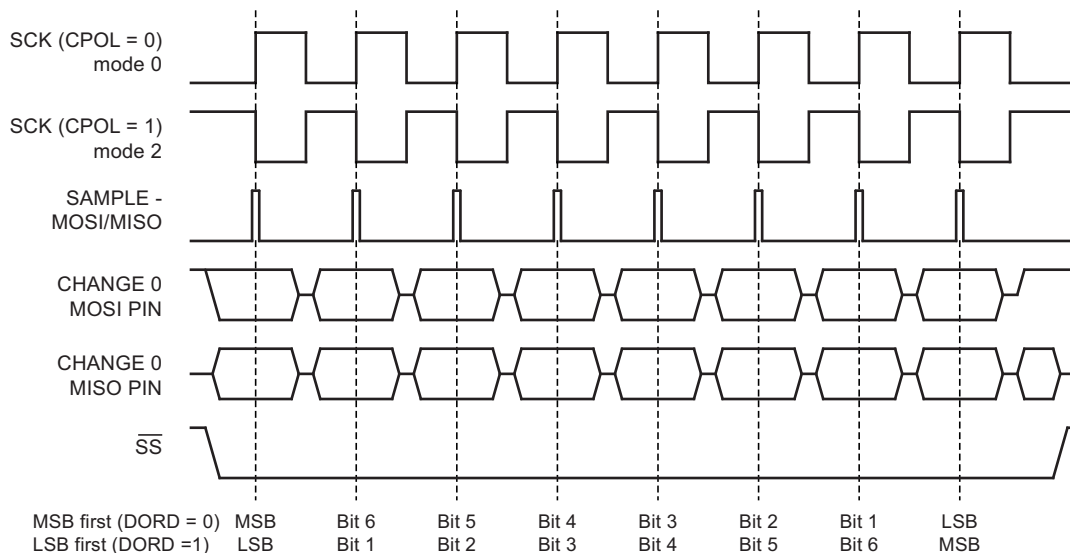 SCK (CPOL = 0)
mode 0
SCK (CPOL = 1)
mode 2
SAMPLE -
MOSI/MISO
CHANGE 0
MOSI PIN
CHANGE 0
MISO PIN
SS
MSB first (DORD = 0) MSB Bit 6 Bit 5 Bit 4 Bit 3 Bit 2 Bit 1 LSB
LSB first (DORD =1) LSB Bit 1 Bit 2 Bit 3 Bit 4 Bit 5 Bit 6 MSB